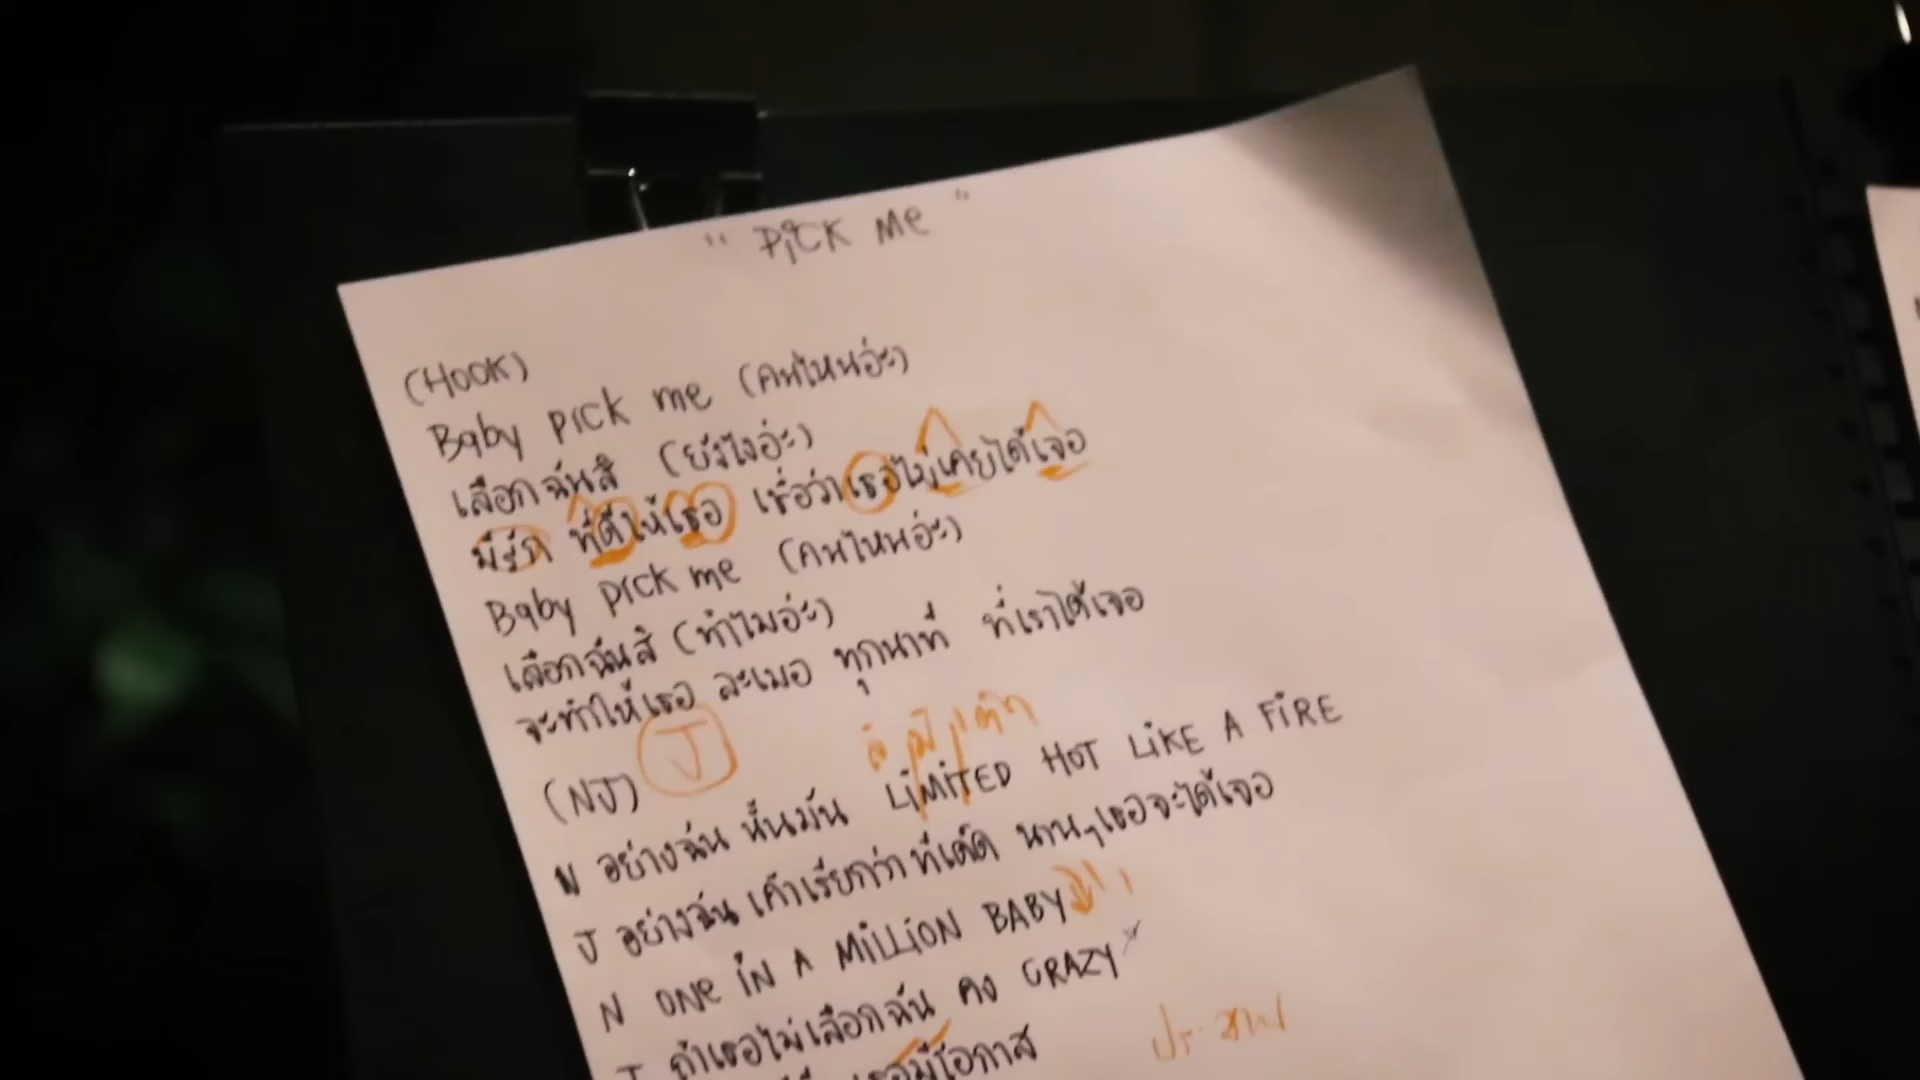 " PiCK Me "
(HOOK)
Baby pick me (คนไหนอ่ะ)
เลือกฉันสิ (ยังไงอ่ะ)
มีรัก ที่ดีให้เธอ เชื่อว่าเธอไม่เคยได้เจอ
Baby pick me (คนไหนอ่ะ)
เลือกฉันสิ (ทำไมอ่ะ)
จะทำให้เธอ ละเมอ ทุกนาที ที่เราได้เจอ
(NJ) J
N อย่างฉัน หนึ่มัน LiMiTED HOT LiKE A FiRE
J อย่างฉัน เค้าเรียกว่าที่เด็ด นานๆเธอจะได้เจอ
N ONe iN A MiLLiON BABY
J ถ้าเธอไม่เลือกฉัน คง CRAZY
มีโอกาส